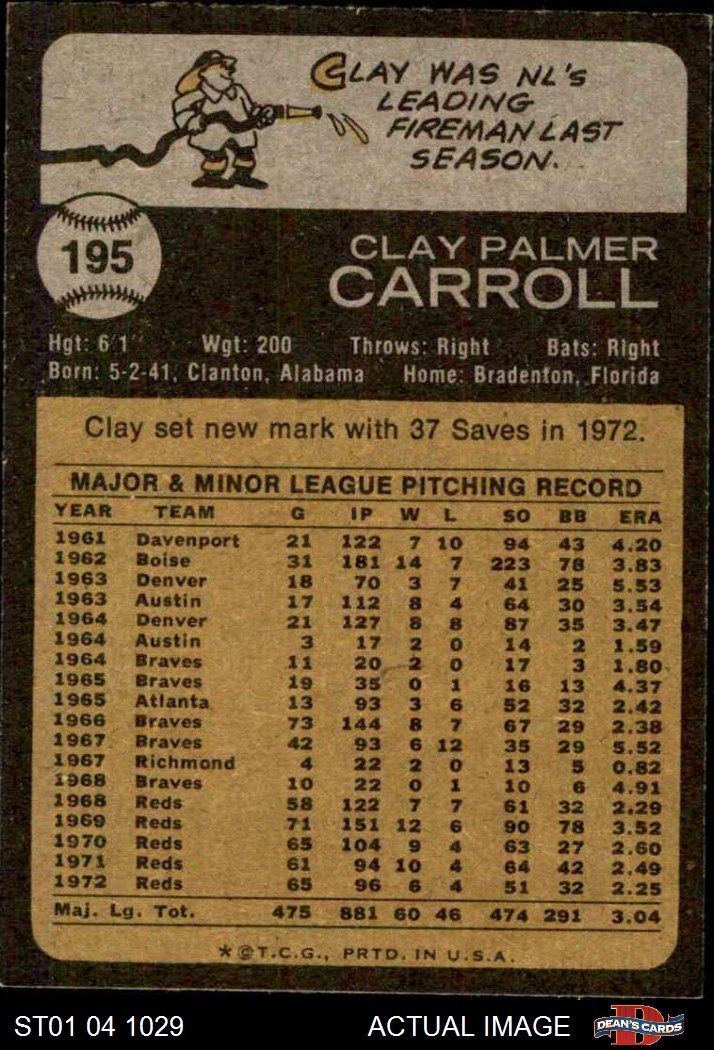 CLAY WAS NL's
LEADING
FIREMAN LAST
SEASON.
195
CLAY PALMER
CARROLL
Hgt: 6'1" Wgt: 200 Throws: Right Bats: Right
Born: 5-2-41, Clanton, Alabama Home: Bradenton, Florida
Clay set new mark with 37 Saves in 1972.
MAJOR & MINOR LEAGUE PITCHING RECORD
YEAR TEAM G IP W L SO BB ERA
1961 Davenport 21 122 7 10 94 43 4.20
1962 Boise 31 181 14 7 223 78 3.83
1963 Denver 18 70 3 7 41 25 5.53
1963 Austin 17 112 8 4 64 30 3.54
1964 Denver 21 127 8 8 87 35 3.47
1964 Austin 3 17 2 0 14 2 1.59
1964 Braves 11 20 2 0 17 3 1.80
1965 Braves 19 35 0 1 16 13 4.37
1965 Atlanta 13 93 3 6 52 32 2.42
1966 Braves 73 144 8 7 67 29 2.38
1967 Braves 42 93 6 12 35 29 5.52
1967 Richmond 4 22 2 0 13 5 0.82
1968 Braves 10 22 0 1 10 6 4.91
1968 Reds 58 122 7 7 61 32 2.29
1969 Reds 71 151 12 6 90 78 3.52
1970 Reds 65 104 9 4 63 27 2.60
1971 Reds 61 94 10 4 64 42 2.49
1972 Reds 65 96 6 4 51 32 2.25
Maj. Lg. Tot. 475 881 60 46 474 291 3.04
*©T.C.G., PRTD. IN U.S.A.
ST01 04 1029 ACTUAL IMAGE
D
DEAN'S CARDS